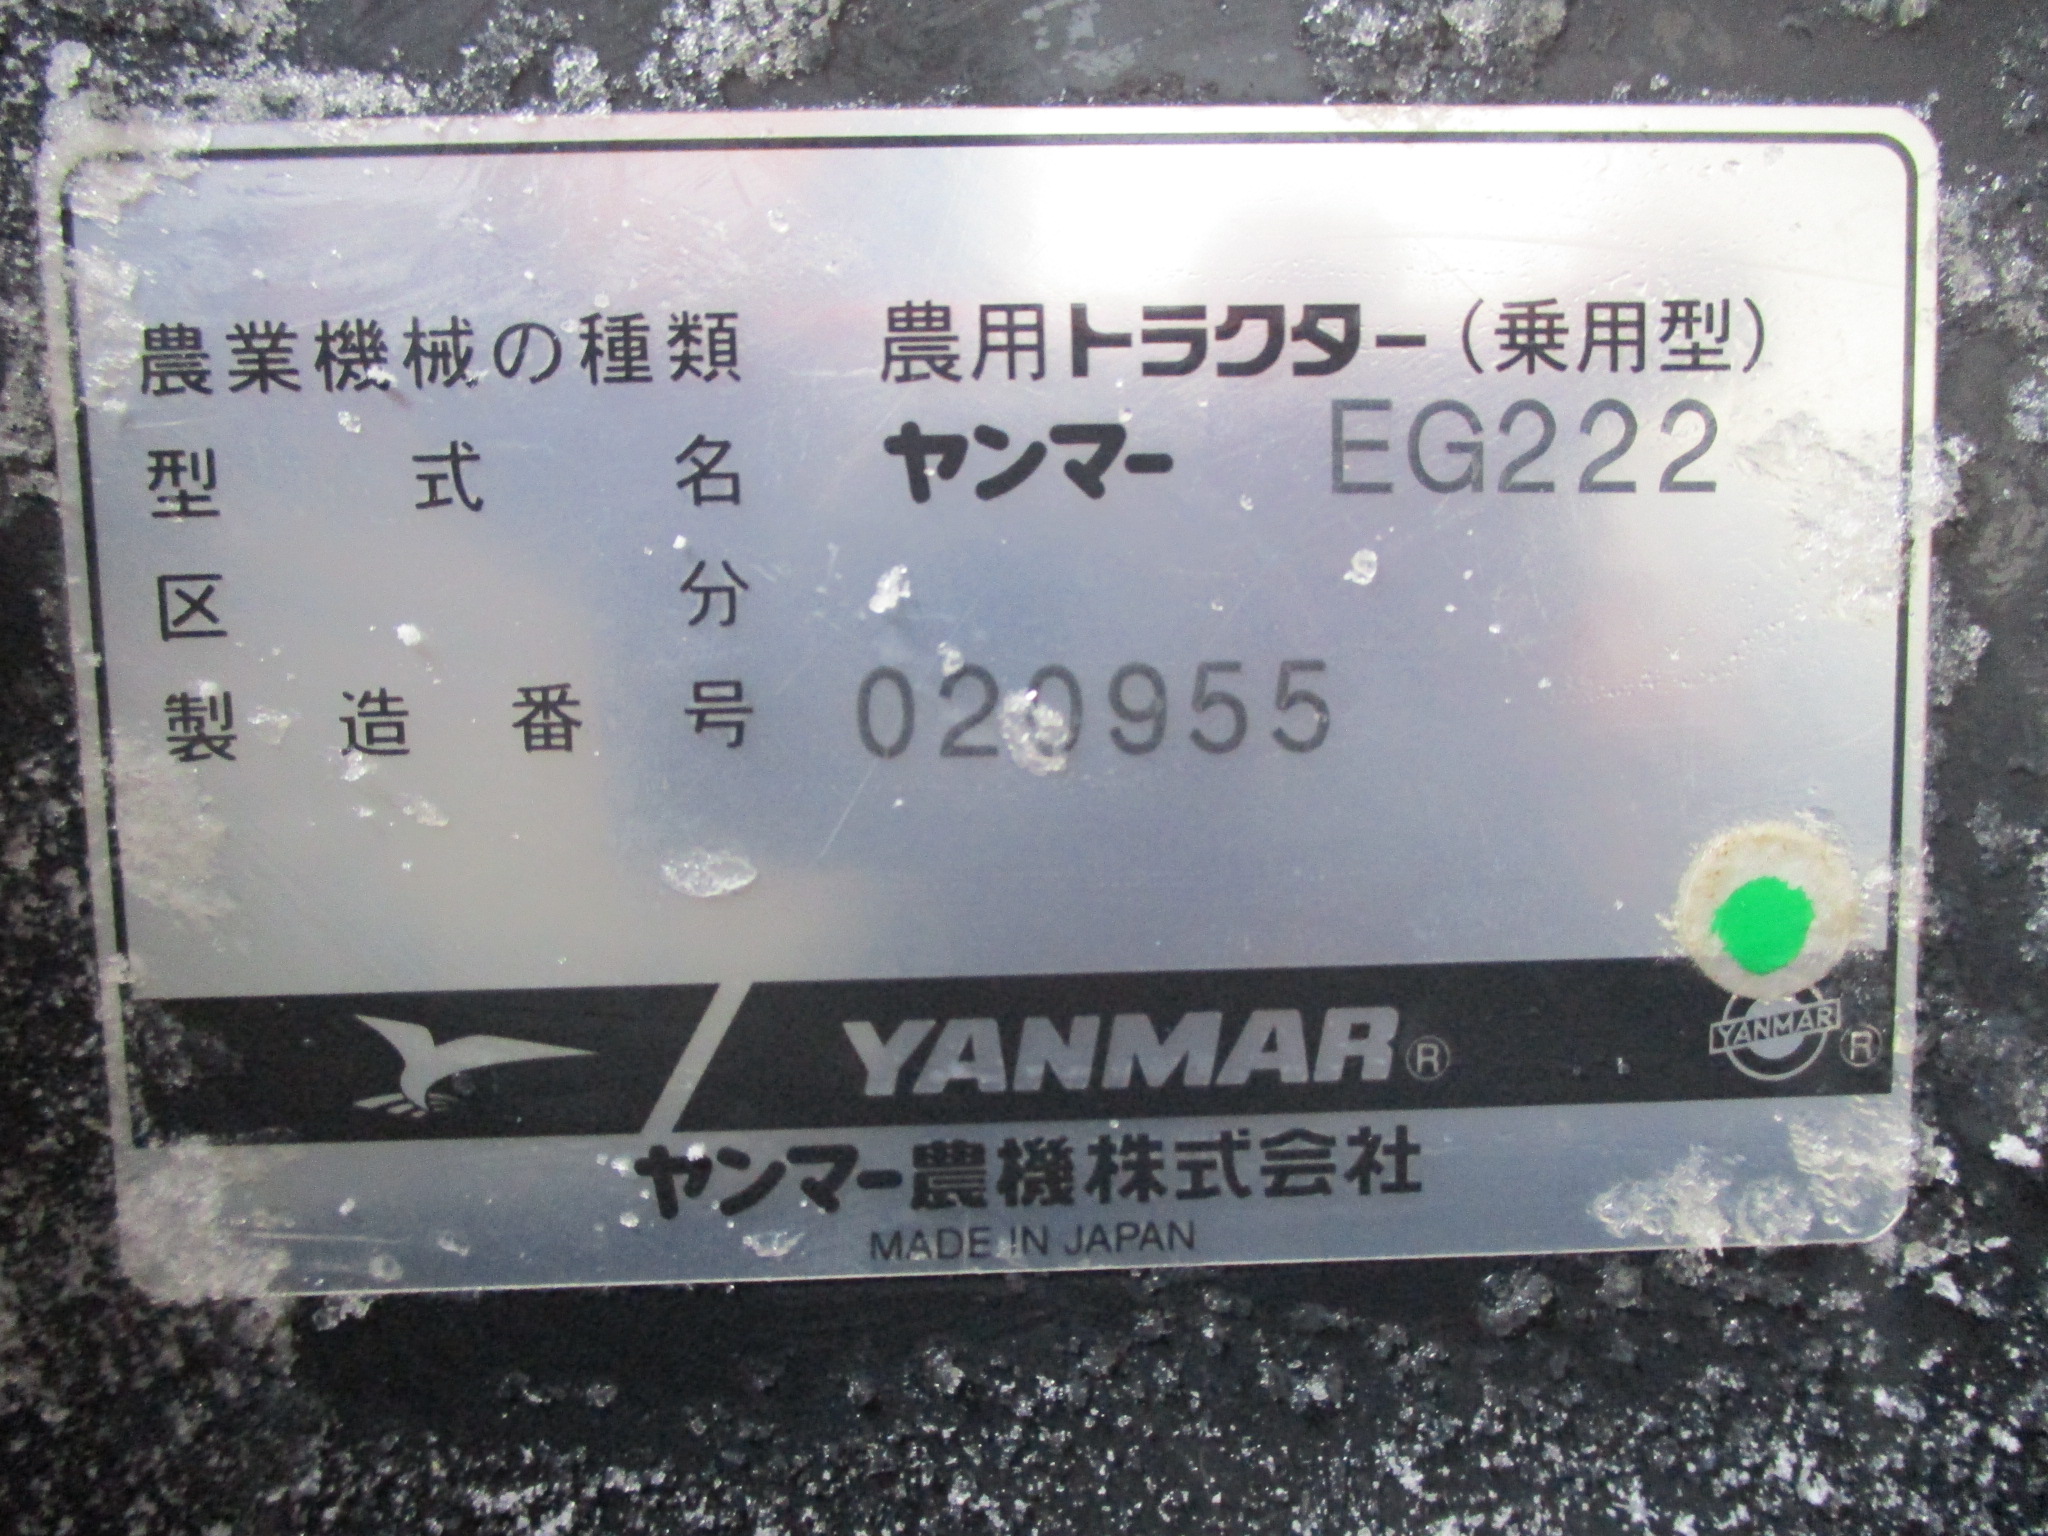 農業機械の種類 農用トラクター(乗用型)
型式名 ヤンマー EG222
区分
製造番号 020955
YANMAR®
YANMAR ®
ヤンマー農機株式会社
MADE IN JAPAN